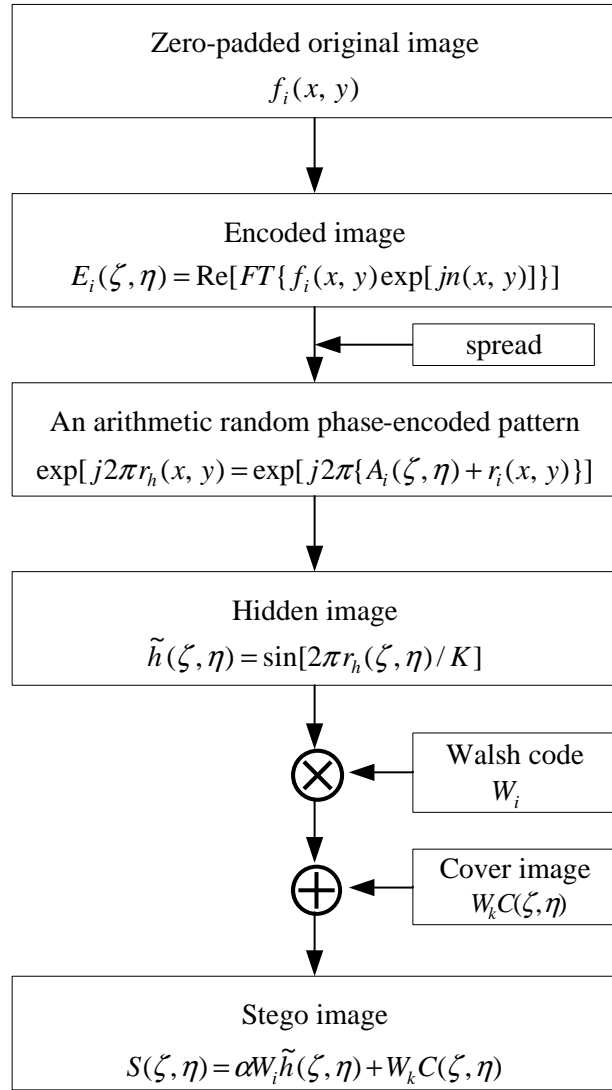 Zero-padded original image
f_i(x, y)
Encoded image
E_i(ζ, η) = Re[FT{f_i(x, y) exp[jn(x, y)]}]
spread
An arithmetic random phase-encoded pattern
exp[j2πr_h(x, y) = exp[j2π{A_i(ζ, η) + r_i(x, y)}]
Hidden image
h̃(ζ, η) = sin[2πr_h(ζ, η) / K]
Walsh code
W_i
Cover image
W_kC(ζ, η)
Stego image
S(ζ, η) = αW_ih̃(ζ, η) + W_kC(ζ, η)